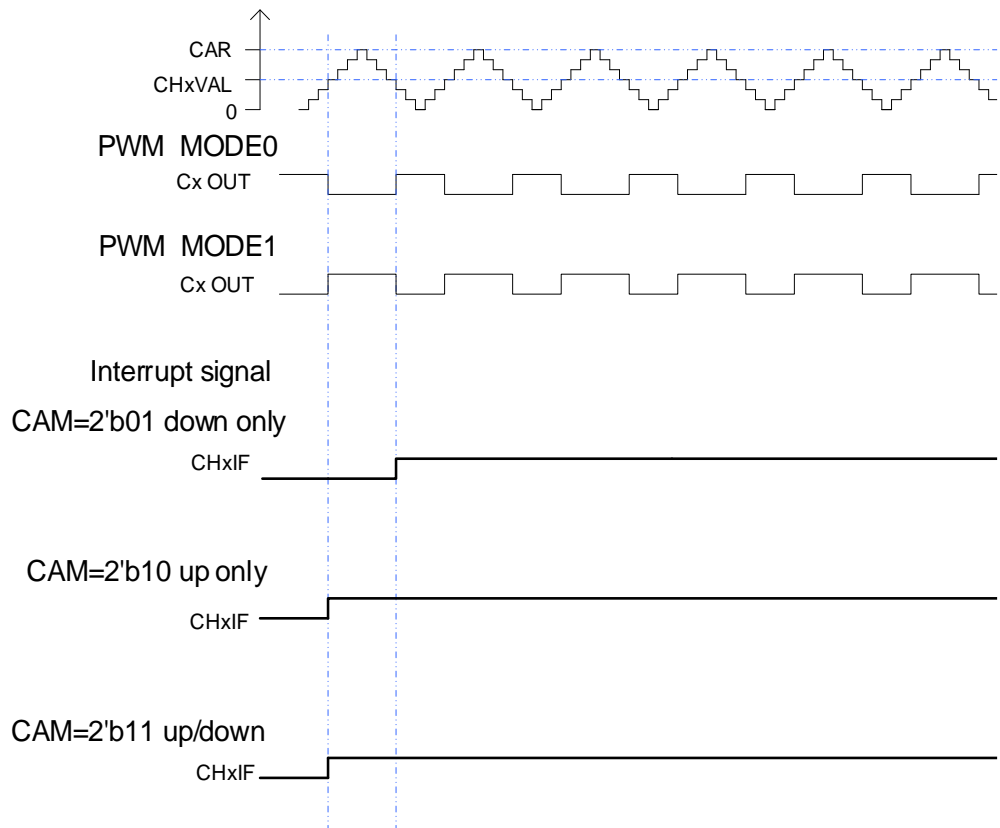 CAR
CHxVAL
0
PWM MODE0
Cx OUT
PWM MODE1
Cx OUT
Interrupt signal
CAM=2'b01 down only
CHxIF
CAM=2'b10 up only
CHxIF
CAM=2'b11 up/down
CHxIF